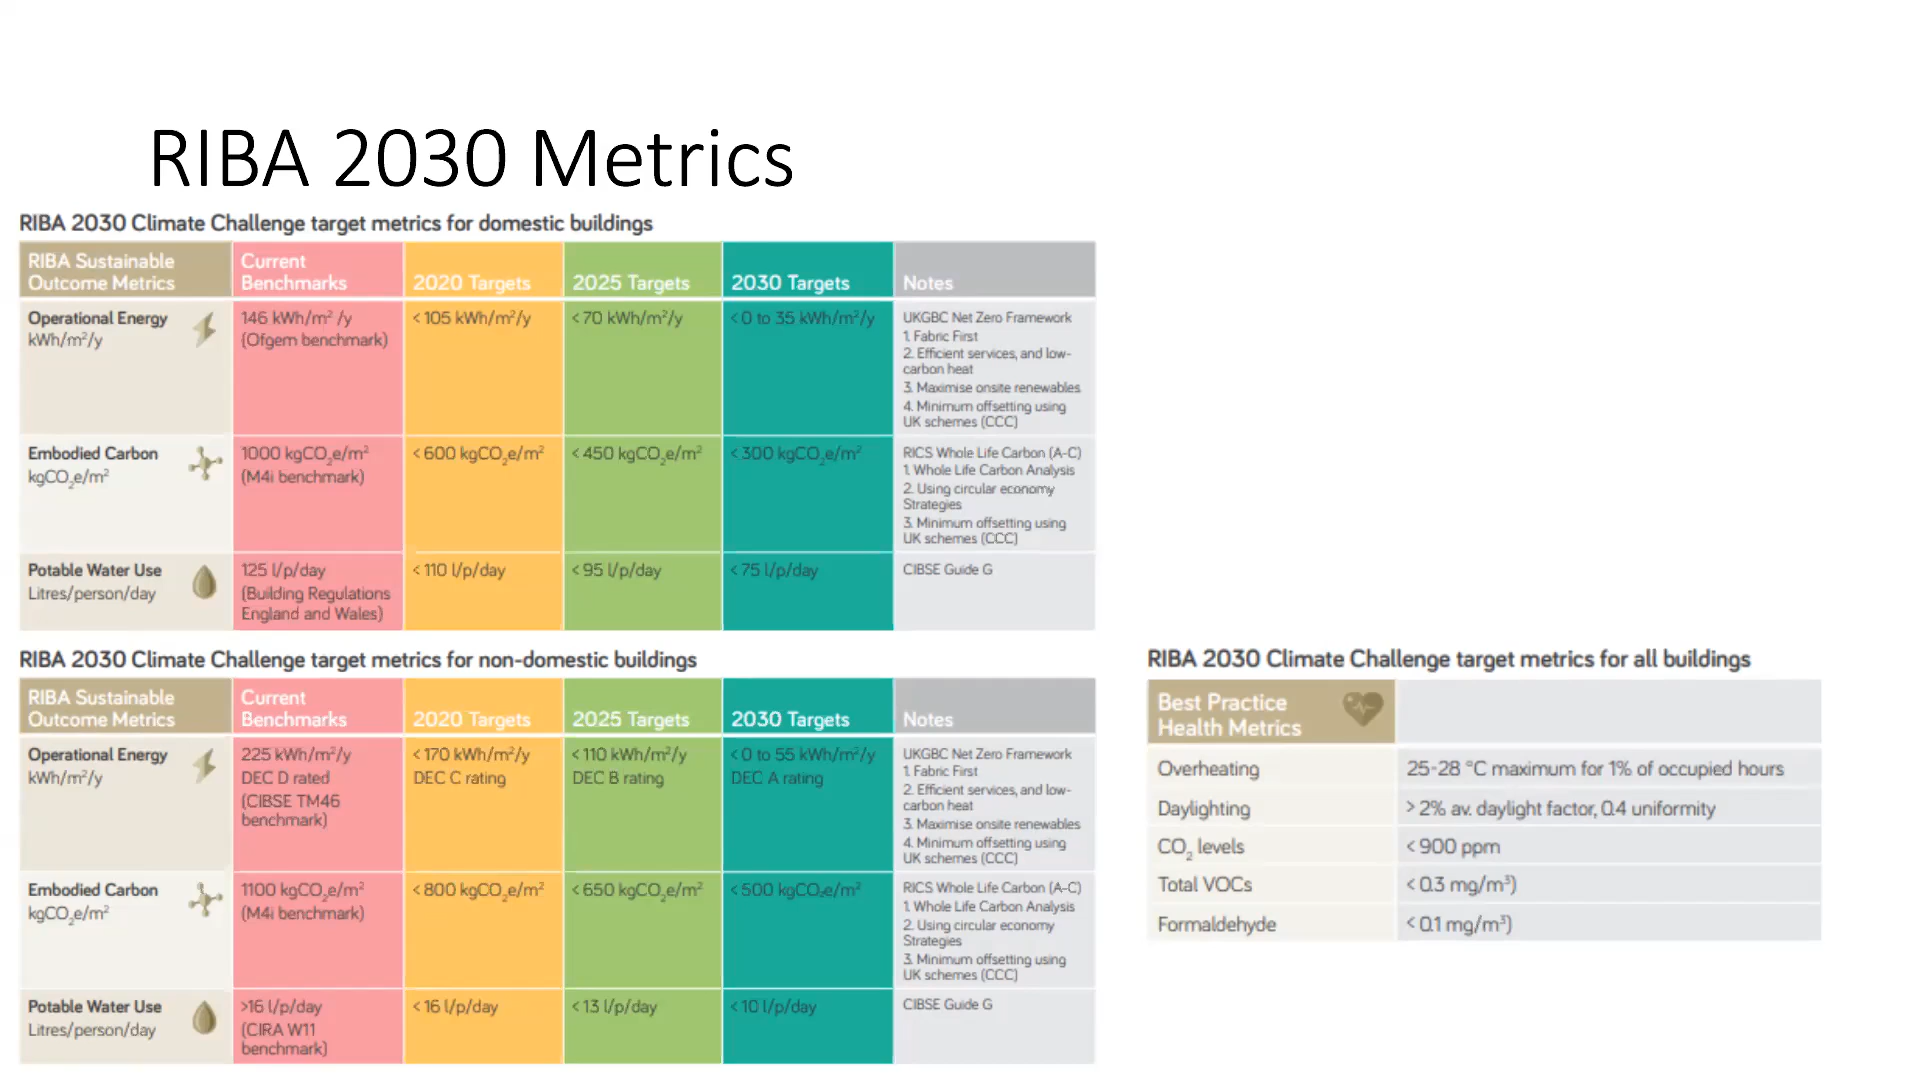 RIBA 2030 Metrics
RIBA 2030 Climate Challenge target metrics for domestic buildings
RIBA Sustainable
Outcome Metrics
Current
Benchmarks
2020 Targets
2025 Targets
2030 Targets
Notes
Operational Energy
kWh/m²/y
146 kWh/m² /y
(Ofgem benchmark)
< 105 kWh/m²/y
< 70 kWh/m²/y
< 0 to 35 kWh/m²/y
UKGBC Net Zero Framework
1. Fabric First
2. Efficient services, and low-
carbon heat
3. Maximise onsite renewables
4. Minimum offsetting using
UK schemes (CCC)
Embodied Carbon
kgCO₂e/m²
1000 kgCO₂e/m²
(M4i benchmark)
< 600 kgCO₂e/m²
< 450 kgCO₂e/m²
< 300 kgCO₂e/m²
RICS Whole Life Carbon (A-C)
1. Whole Life Carbon Analysis
2. Using circular economy
Strategies
3. Minimum offsetting using
UK schemes (CCC)
Potable Water Use
Litres/person/day
125 l/p/day
(Building Regulations
England and Wales)
< 110 l/p/day
< 95 l/p/day
< 75 l/p/day
CIBSE Guide G
RIBA 2030 Climate Challenge target metrics for non-domestic buildings
RIBA Sustainable
Outcome Metrics
Current
Benchmarks
2020 Targets
2025 Targets
2030 Targets
Notes
Operational Energy
kWh/m²/y
225 kWh/m²/y
DEC D rated
(CIBSE TM46
benchmark)
< 170 kWh/m²/y
DEC C rating
< 110 kWh/m²/y
DEC B rating
< 0 to 55 kWh/m²/y
DEC A rating
UKGBC Net Zero Framework
1. Fabric First
2. Efficient services, and low-
carbon heat
3. Maximise onsite renewables
4. Minimum offsetting using
UK schemes (CCC)
Embodied Carbon
kgCO₂e/m²
1100 kgCO₂e/m²
(M4i benchmark)
< 800 kgCO₂e/m²
< 650 kgCO₂e/m²
< 500 kgCO₂e/m²
RICS Whole Life Carbon (A-C)
1. Whole Life Carbon Analysis
2. Using circular economy
Strategies
3. Minimum offsetting using
UK schemes (CCC)
Potable Water Use
Litres/person/day
>16 l/p/day
(CIRA W11
benchmark)
< 16 l/p/day
< 13 l/p/day
< 10 l/p/day
CIBSE Guide G
RIBA 2030 Climate Challenge target metrics for all buildings
Best Practice
Health Metrics
Overheating
25-28 °C maximum for 1% of occupied hours
Daylighting
> 2% av. daylight factor, 0.4 uniformity
CO₂ levels
< 900 ppm
Total VOCs
< 0.3 mg/m³)
Formaldehyde
< 0.1 mg/m³)